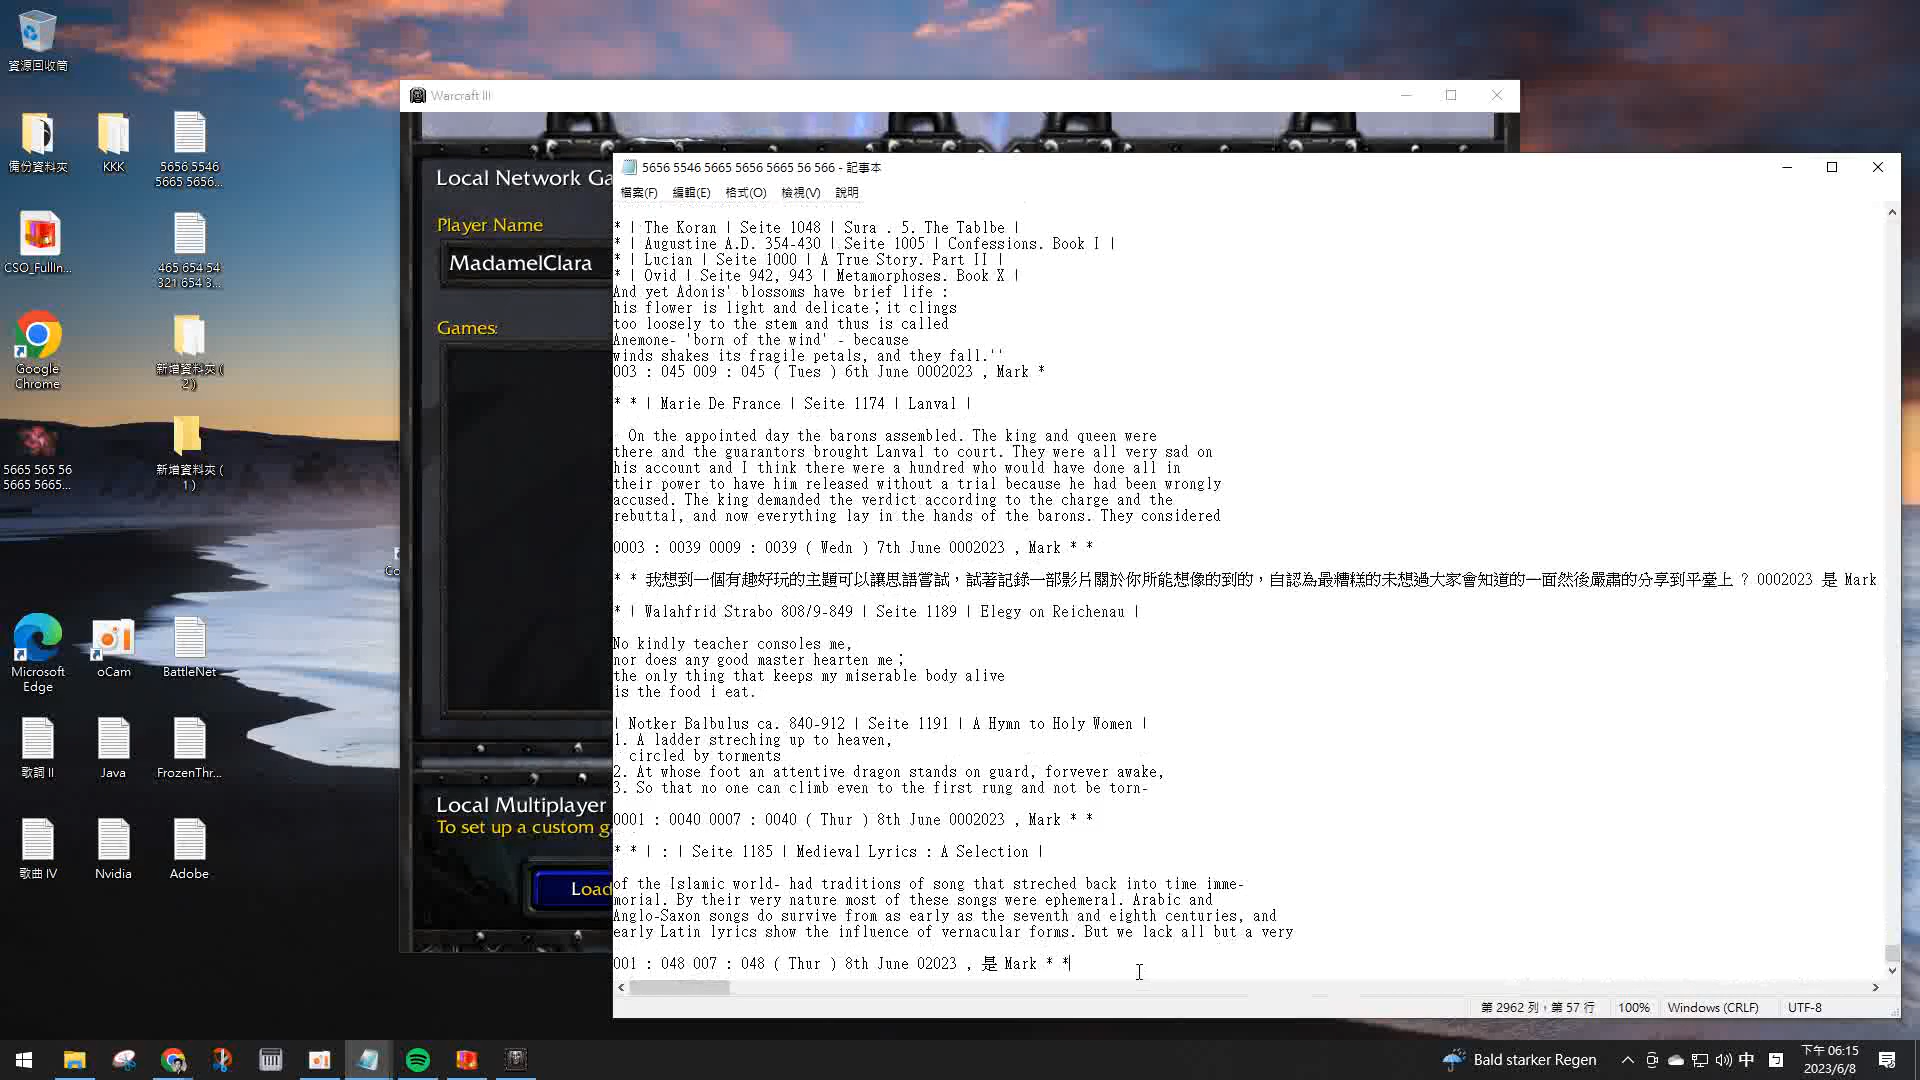 資源回收筒
備份資料夾
KKK
5656 5546
5665 5656...
CSO_FullIn...
465 654 54
321 654 3...
Google
Chrome
新增資料夾 (
2 )
5665 565 56
5665 5665...
新增資料夾 (
1 )
Microsoft
Edge
oCam
BattleNet
歌詞 II
Java
FrozenThr...
歌曲 IV
Nvidia
Adobe
Co
Warcraft III
Local Network Ga
Player Name
MadamelClara
Games:
Local Multiplayer
To set up a custom g
Load
5656 5546 5665 5656 5665 56 566 - 記事本
檔案(F) 編輯(E) 格式(O) 檢視(V) 說明
* | The Koran | Seite 1048 | Sura . 5. The Tablbe |
* | Augustine A.D. 354-430 | Seite 1005 | Confessions. Book I |
* | Lucian | Seite 1000 | A True Story. Part II |
* | Ovid | Seite 942, 943 | Metamorphoses. Book X |
And yet Adonis' blossoms have brief life :
his flower is light and delicate；it clings
too loosely to the stem and thus is called
Anemone- 'born of the wind' - because
winds shakes its fragile petals, and they fall.''
003 : 045 009 : 045 ( Tues ) 6th June 0002023 , Mark *
* * | Marie De France | Seite 1174 | Lanval |
On the appointed day the barons assembled. The king and queen were
there and the guarantors brought Lanval to court. They were all very sad on
his account and I think there were a hundred who would have done all in
their power to have him released without a trial because he had been wrongly
accused. The king demanded the verdict according to the charge and the
rebuttal, and now everything lay in the hands of the barons. They considered
0003 : 0039 0009 : 0039 ( Wedn ) 7th June 0002023 , Mark * *
* * 我想到一個有趣好玩的主題可以讓思語嘗試，試著記錄一部影片關於你所能想像的到的，自認為最糟糕的未想過大家會知道的一面然後嚴肅的分享到平臺上 ? 0002023 是 Mark
* | Walahfrid Strabo 808/9-849 | Seite 1189 | Elegy on Reichenau |
No kindly teacher consoles me,
nor does any good master hearten me；
the only thing that keeps my miserable body alive
is the food i eat.
| Notker Balbulus ca. 840-912 | Seite 1191 | A Hymn to Holy Women |
1. A ladder streching up to heaven,
circled by torments
2. At whose foot an attentive dragon stands on guard, forvever awake,
3. So that no one can climb even to the first rung and not be torn-
0001 : 0040 0007 : 0040 ( Thur ) 8th June 0002023 , Mark * *
* * | : | Seite 1185 | Medieval Lyrics : A Selection |
of the Islamic world- had traditions of song that streched back into time imme-
morial. By their very nature most of these songs were ephemeral. Arabic and
Anglo-Saxon songs do survive from as early as the seventh and eighth centuries, and
early Latin lyrics show the influence of vernacular forms. But we lack all but a very
001 : 048 007 : 048 ( Thur ) 8th June 02023 , 是 Mark * *
第 2962 列，第 57 行 100% Windows (CRLF) UTF-8
Bald starker Regen
中
下午 06:15
2023/6/8